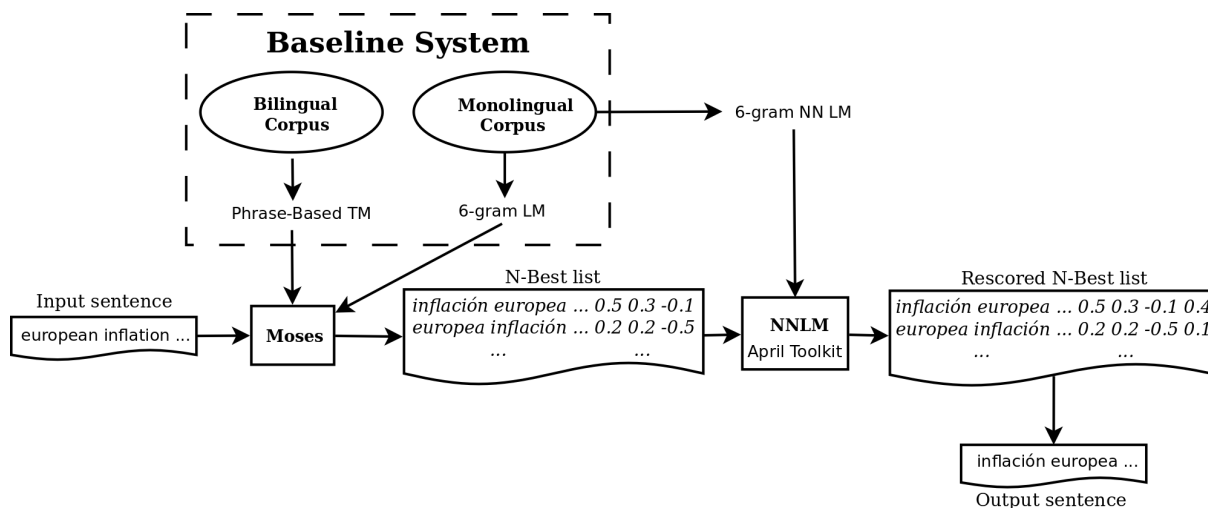 Baseline System
Bilingual
Corpus
Monolingual
Corpus
6-gram NN LM
Phrase-Based TM
6-gram LM
Input sentence
european inflation ...
Moses
N-Best list
inflación europea ... 0.5 0.3 -0.1
europea inflación ... 0.2 0.2 -0.5
... ...
NNLM
April Toolkit
Rescored N-Best list
inflación europea ... 0.5 0.3 -0.1 0.4
europea inflación ... 0.2 0.2 -0.5 0.1
... ...
inflación europea ...
Output sentence